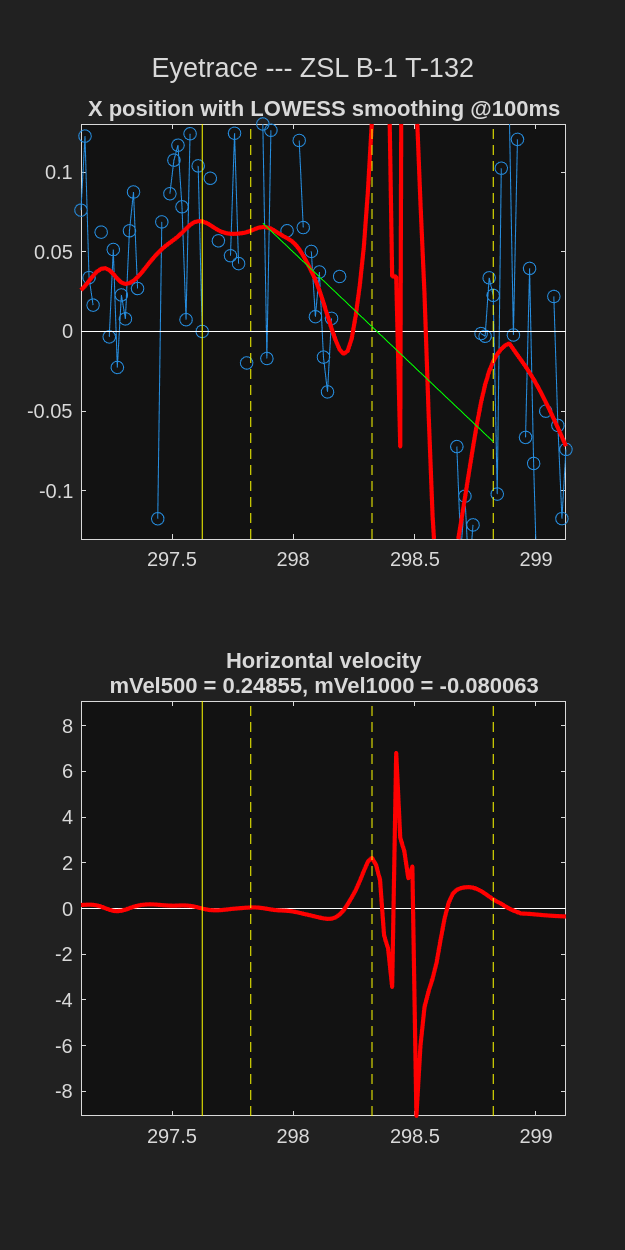 Eyetrace --- ZSL B-1 T-132
X position with LOWESS smoothing @100ms
0.1
0.05
0
-0.05
-0.1
297.5 298 298.5 299
Horizontal velocity
mVel500 = 0.24855, mVel1000 = -0.080063
8
6
4
2
0
-2
-4
-6
-8
297.5 298 298.5 299